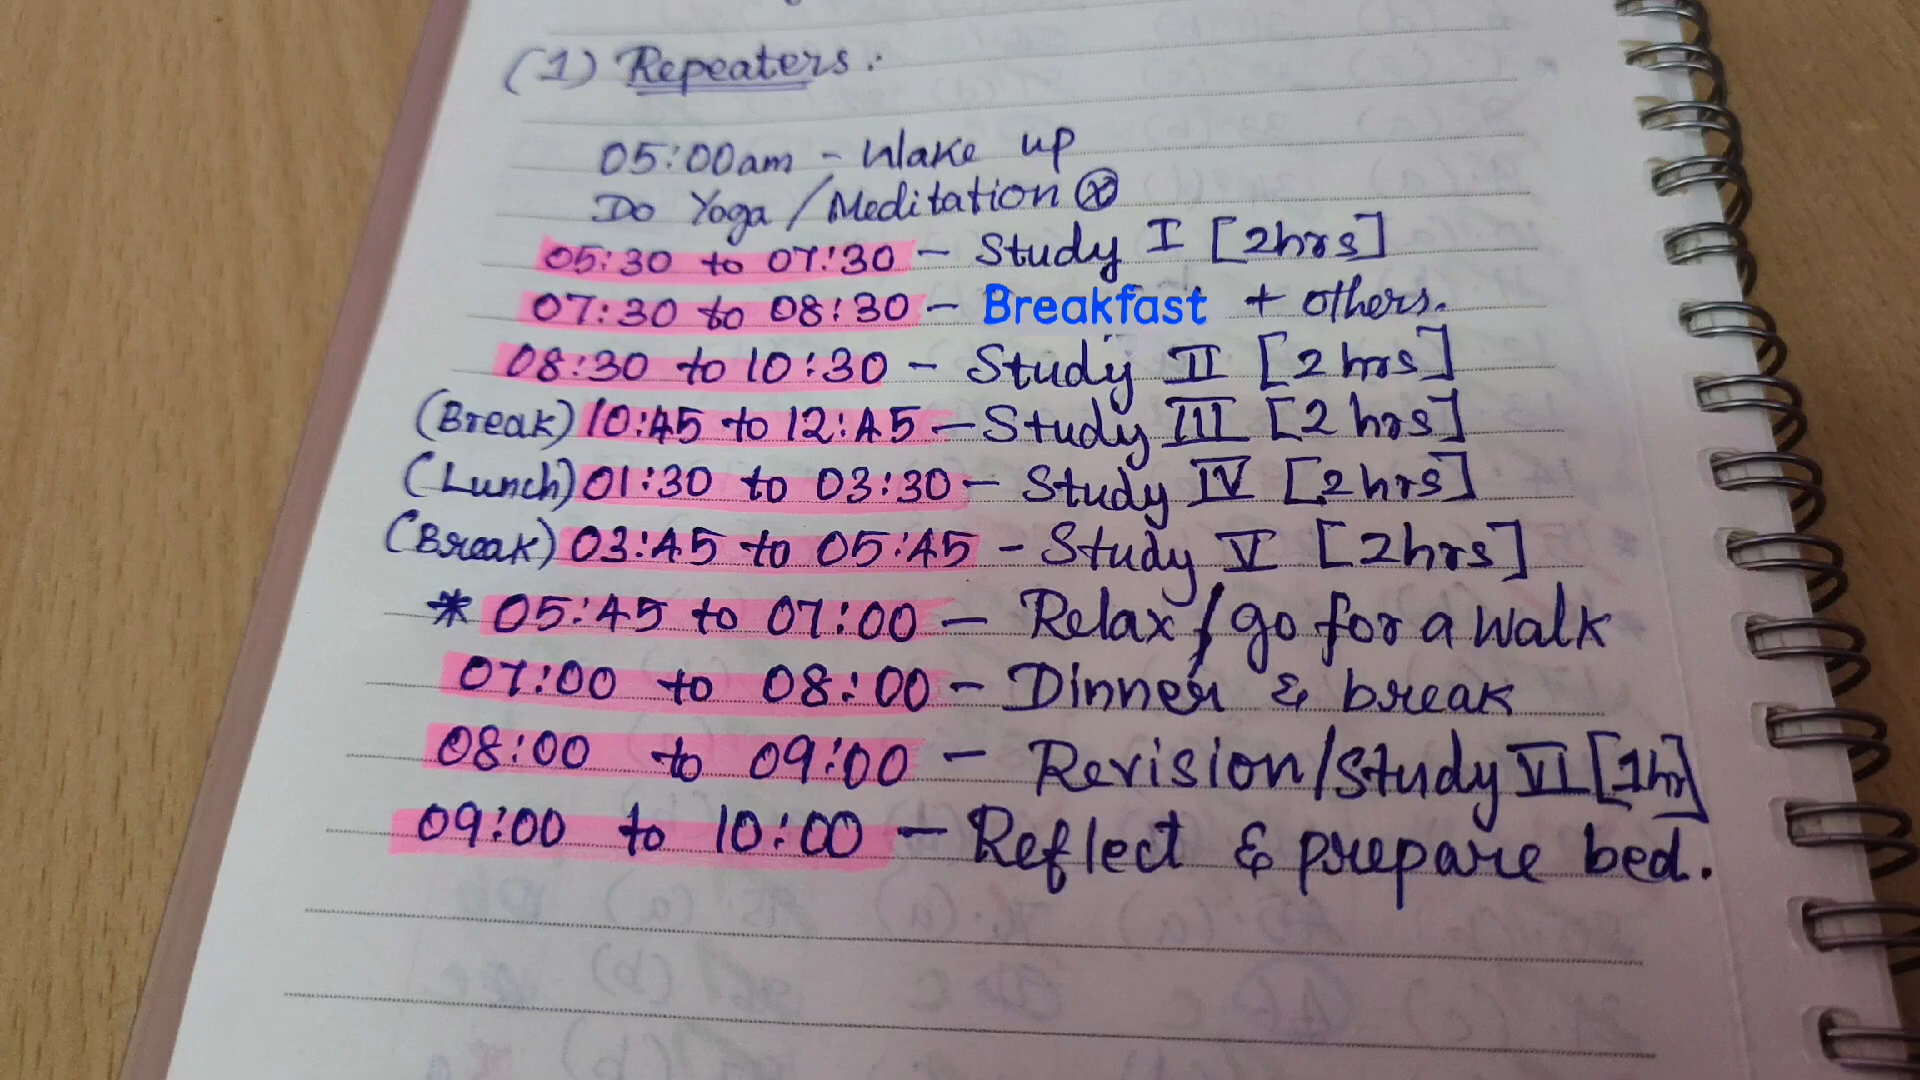 (1) Repeaters:
05:00am - Wake up
Do Yoga/Meditation
05:30 to 07:30 - Study I [2hrs]
07:30 to 08:30 - Breakfast + others.
08:30 to 10:30 - Study II [2 hrs]
(Break) 10:45 to 12:45 - Study III [2 hrs]
(Lunch) 01:30 to 03:30 - Study IV [2 hrs]
(Break) 03:45 to 05:45 - Study V [2hrs]
* 05:45 to 07:00 - Relax/go for a walk
07:00 to 08:00 - Dinner & break
08:00 to 09:00 - Revision/Study VI [1hr]
09:00 to 10:00 - Reflect & prepare bed.